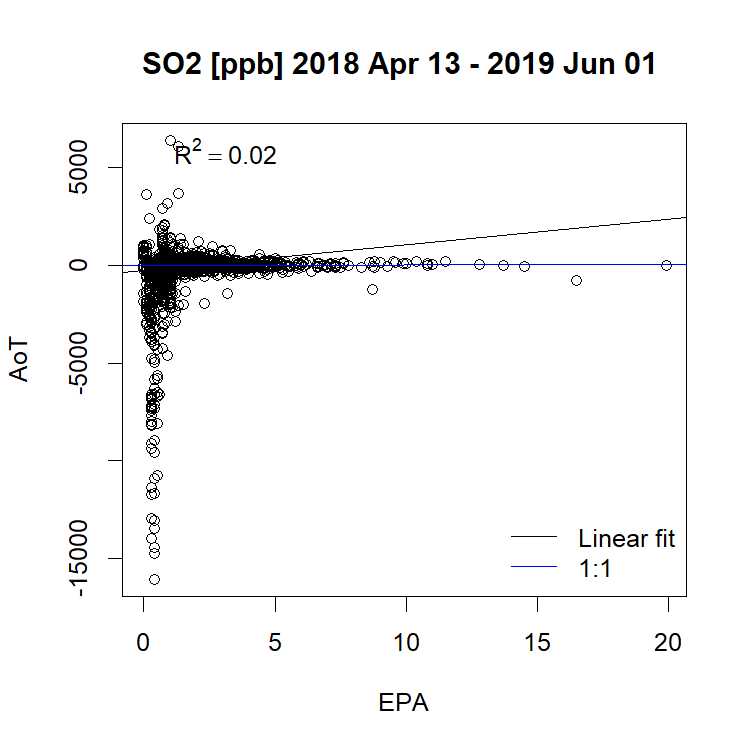 SO2 [ppb] 2018 Apr 13 - 2019 Jun 01
R² = 0.02
5000
0
-5000
-15000
AoT
0 5 10 15 20
EPA
Linear fit
1:1